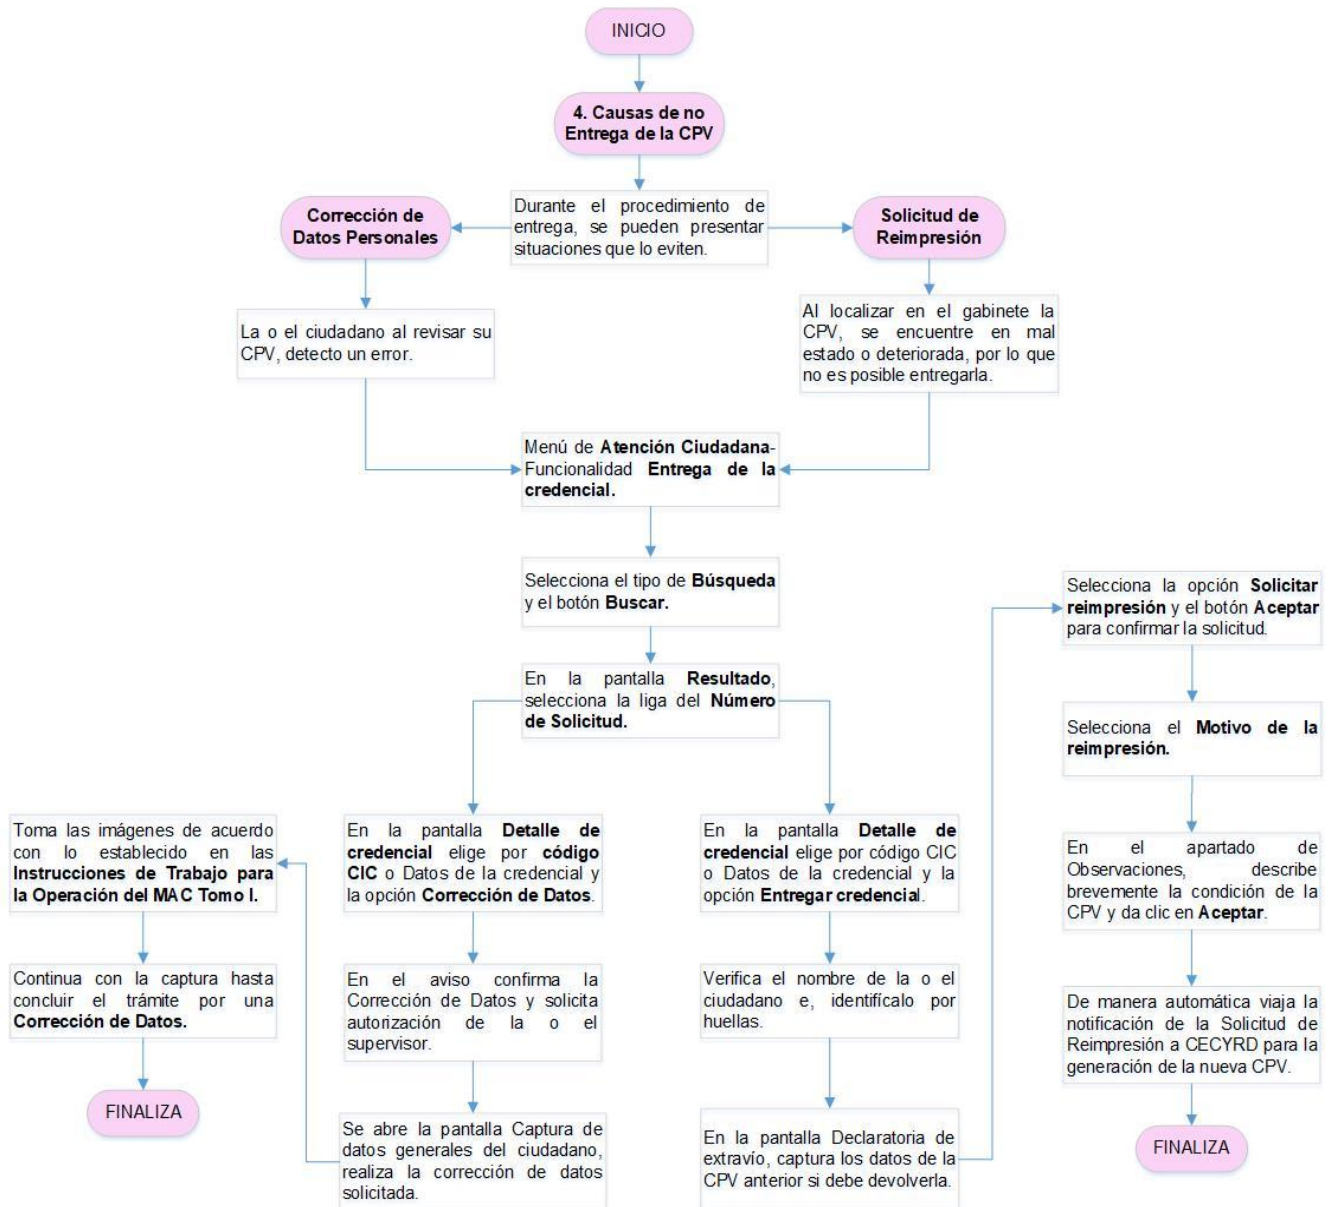 INICIO
4. Causas de no
Entrega de la CPV
Durante el procedimiento de
entrega, se pueden presentar
situaciones que lo eviten.
Corrección de
Datos Personales
Solicitud de
Reimpresión
La o el ciudadano al revisar su
CPV, detecto un error.
Al localizar en el gabinete la
CPV, se encuentre en mal
estado o deteriorada, por lo que
no es posible entregarla.
Menú de Atención Ciudadana-
Funcionalidad Entrega de la
credencial.
Selecciona el tipo de Búsqueda
y el botón Buscar.
En la pantalla Resultado,
selecciona la liga del Número
de Solicitud.
En la pantalla Detalle de
credencial elige por código
CIC o Datos de la credencial y
la opción Corrección de Datos.
En el aviso confirma la
Corrección de Datos y solicita
autorización de la o el
supervisor.
Se abre la pantalla Captura de
datos generales del ciudadano,
realiza la corrección de datos
solicitada.
Toma las imágenes de acuerdo
con lo establecido en las
Instrucciones de Trabajo para
la Operación del MAC Tomo I.
Continua con la captura hasta
concluir el trámite por una
Corrección de Datos.
FINALIZA
En la pantalla Detalle de
credencial elige por código CIC
o Datos de la credencial y la
opción Entregar credencial.
Verifica el nombre de la o el
ciudadano e, identifícalo por
huellas.
En la pantalla Declaratoria de
extravío, captura los datos de la
CPV anterior si debe devolverla.
Selecciona la opción Solicitar
reimpresión y el botón Aceptar
para confirmar la solicitud.
Selecciona el Motivo de la
reimpresión.
En el apartado de
Observaciones, describe
brevemente la condición de la
CPV y da clic en Aceptar.
De manera automática viaja la
notificación de la Solicitud de
Reimpresión a CECYRD para la
generación de la nueva CPV.
FINALIZA